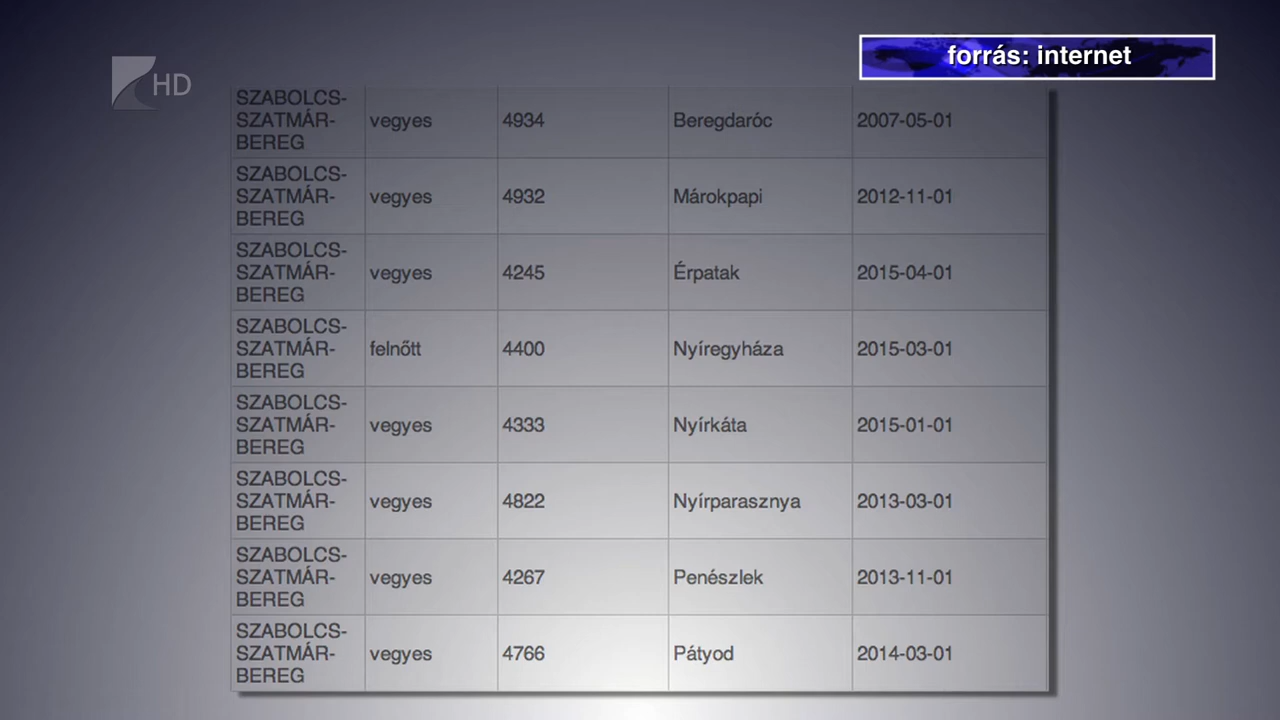 forrás: internet
HD
SZABOLCS-
SZATMÁR-
BEREG
vegyes
4934
Beregdaróc
2007-05-01
SZABOLCS-
SZATMÁR-
BEREG
vegyes
4932
Márokpapi
2012-11-01
SZABOLCS-
SZATMÁR-
BEREG
vegyes
4245
Érpatak
2015-04-01
SZABOLCS-
SZATMÁR-
BEREG
felnőtt
4400
Nyíregyháza
2015-03-01
SZABOLCS-
SZATMÁR-
BEREG
vegyes
4333
Nyírkáta
2015-01-01
SZABOLCS-
SZATMÁR-
BEREG
vegyes
4822
Nyírparasznya
2013-03-01
SZABOLCS-
SZATMÁR-
BEREG
vegyes
4267
Penészlek
2013-11-01
SZABOLCS-
SZATMÁR-
BEREG
vegyes
4766
Pátyod
2014-03-01